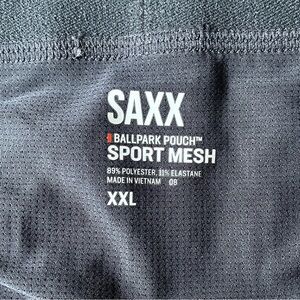 SAXX
BALLPARK POUCH™
SPORT MESH
89% POLYESTER, 11% ELASTANE
MADE IN VIETNAM 09
XXL